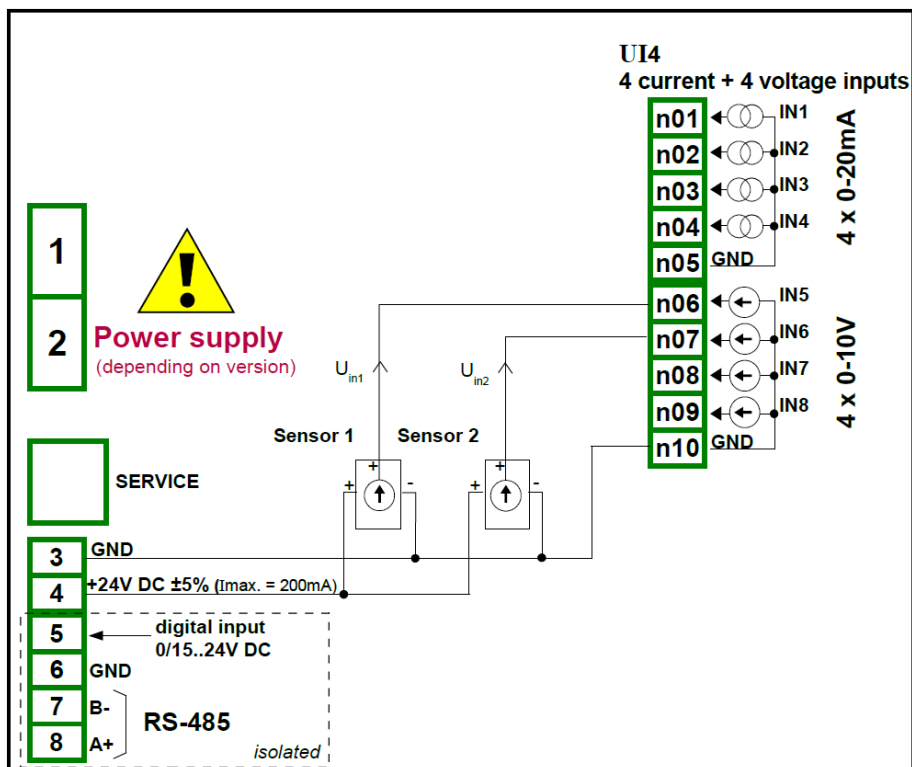 UI4
4 current + 4 voltage inputs
n01
IN1
n02
IN2
n03
IN3
n04
IN4
n05
GND
4 x 0-20mA
n06
IN5
n07
IN6
n08
IN7
n09
IN8
n10
GND
4 x 0-10V
1
2
!
Power supply
(depending on version)
Uin1
Uin2
Sensor 1
Sensor 2
+
+
+
-
+
-
SERVICE
3
GND
4
+24V DC ±5% (Imax. = 200mA)
5
digital input
0/15..24V DC
6
GND
7
B-
8
A+
RS-485
isolated